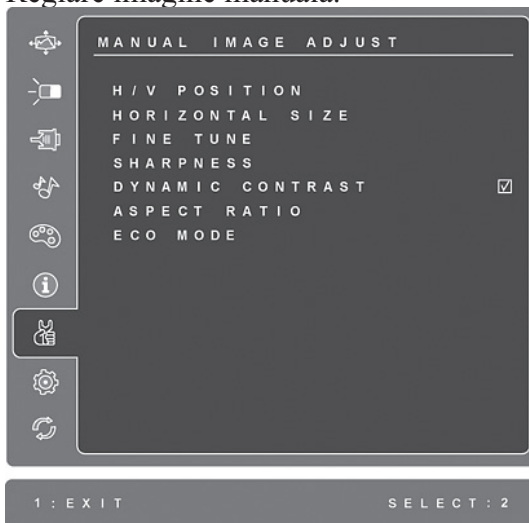 Reglare imagine manuală.
MANUAL IMAGE ADJUST
H/V POSITION
HORIZONTAL SIZE
FINE TUNE
SHARPNESS
DYNAMIC CONTRAST ☑
ASPECT RATIO
ECO MODE
1:EXIT SELECT:2